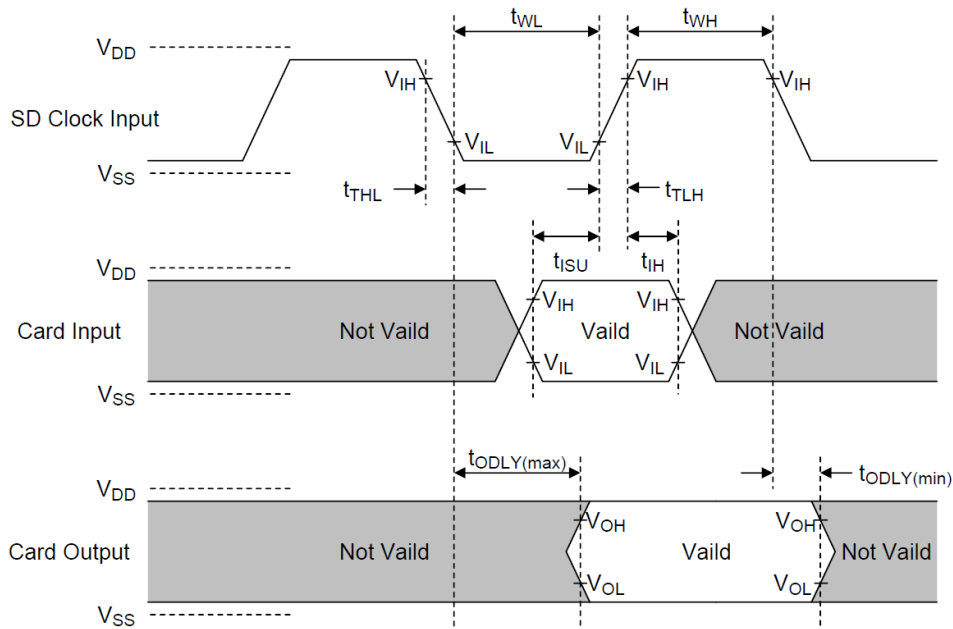 tWL
tWH
VDD
VIH
VIH
VIH
SD Clock Input
VIL
VIL
VSS
tTHL
tTLH
tISU
tIH
VDD
VIH
VIH
Card Input
Not Vaild
Vaild
Not Vaild
VIL
VIL
VSS
tODLY(max)
tODLY(min)
VDD
VOH
VOH
Card Output
Not Vaild
Vaild
Not Vaild
VOL
VOL
VSS